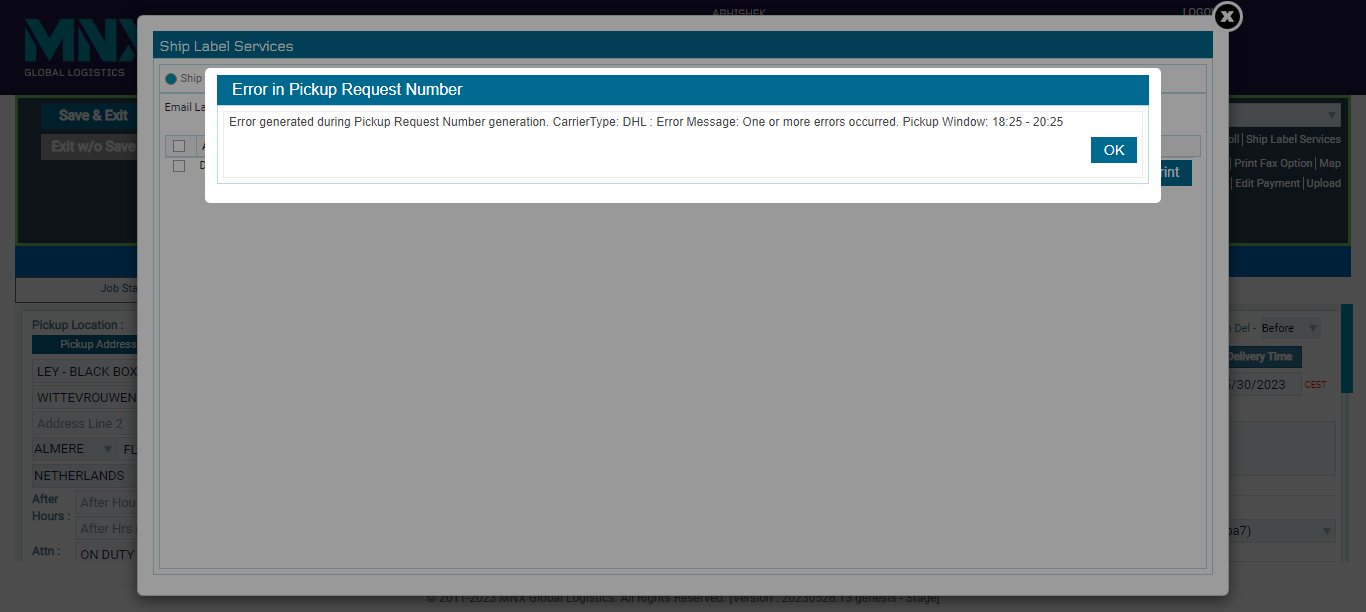 ABHISHEK
MNX
GLOBAL LOGISTICS
Ship Label Services
Ship
Error in Pickup Request Number
Error generated during Pickup Request Number generation. CarrierType: DHL : Error Message: One or more errors occurred. Pickup Window: 18:25 - 20:25
OK
Email La
Save & Exit
Exit w/o Save
Ship Label Services
Print Fax Option Map
Edit Payment Upload
Job Sta
Pickup Location :
Del - Before
Pickup Address
Delivery Time
LEY - BLACK BOX
/30/2023 CEST
WITTEVROUWEN
Address Line 2
ALMERE FL
NETHERLANDS
After Hours :
After Hou
After Hrs
Attn :
ON DUTY
© 2011-2023 MNX Global Logistics. All Rights Reserved. [Version : 20230526.13 genesis - Stage]